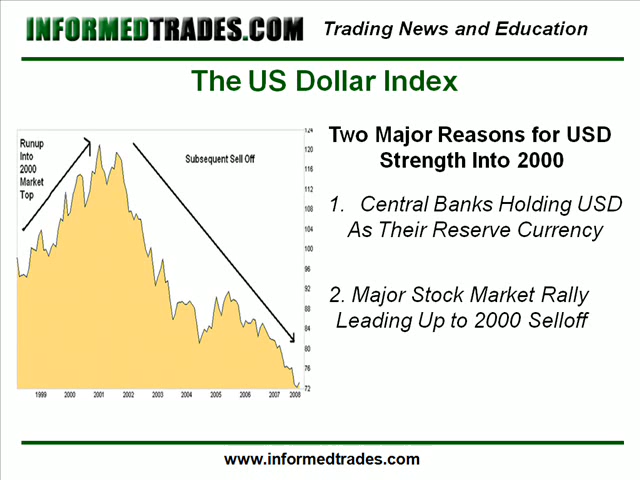 INFORMEDTRADES.COM
Trading News and Education
The US Dollar Index
Runup
Into
2000
Market
Top
Subsequent Sell Off
124
120
116
112
108
104
100
96
92
88
84
80
76
72
1999
2000
2001
2002
2003
2004
2005
2006
2007
2008
Two Major Reasons for USD
Strength Into 2000
1. Central Banks Holding USD
As Their Reserve Currency
2. Major Stock Market Rally
Leading Up to 2000 Selloff
www.informedtrades.com